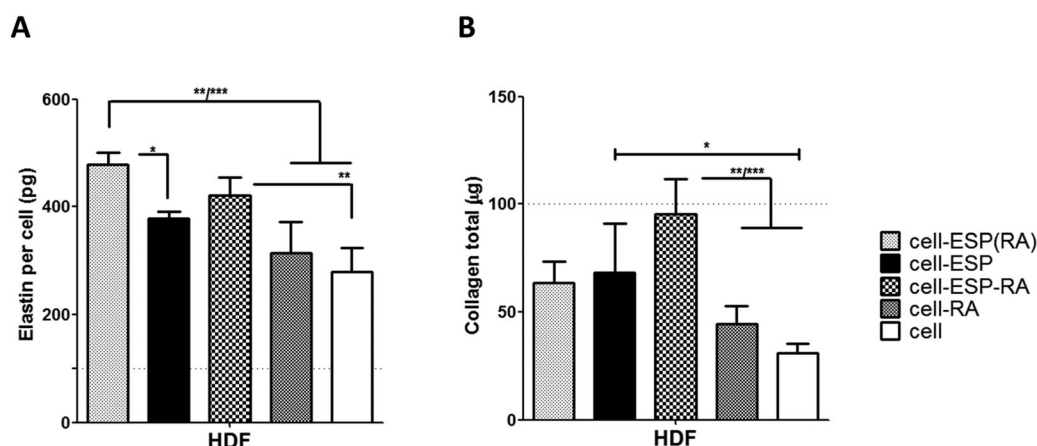 A
Elastin per cell (pg)
600
400
200
0
**/***
*
**
HDF
B
Collagen total (µg)
150
100
50
0
*
**/***
HDF
cell-ESP(RA)
cell-ESP
cell-ESP-RA
cell-RA
cell